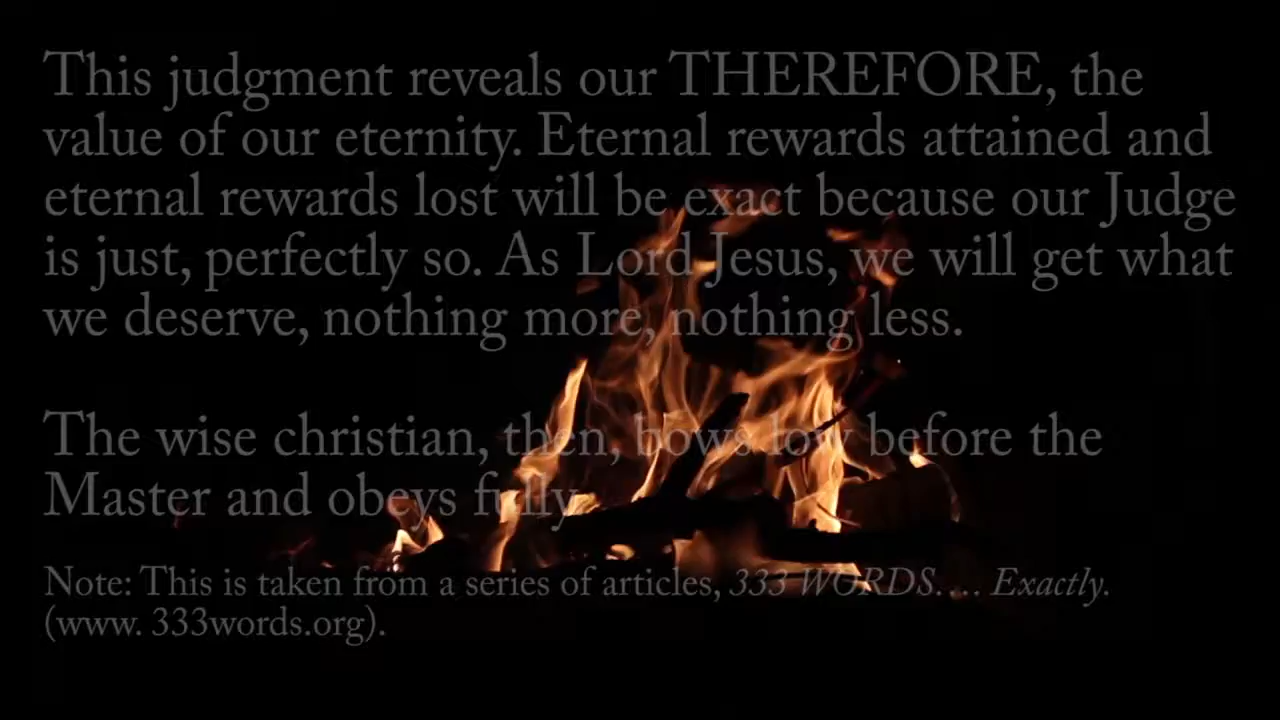 This judgment reveals our THEREFORE, the
value of our eternity. Eternal rewards attained and
eternal rewards lost will be exact because our Judge
is just, perfectly so. As Lord Jesus, we will get what
we deserve, nothing more, nothing less.
The wise christian, then, bows low before the
Master and obeys fully.
Note: This is taken from a series of articles, 333 WORDS.... Exactly.
(www. 333words.org).